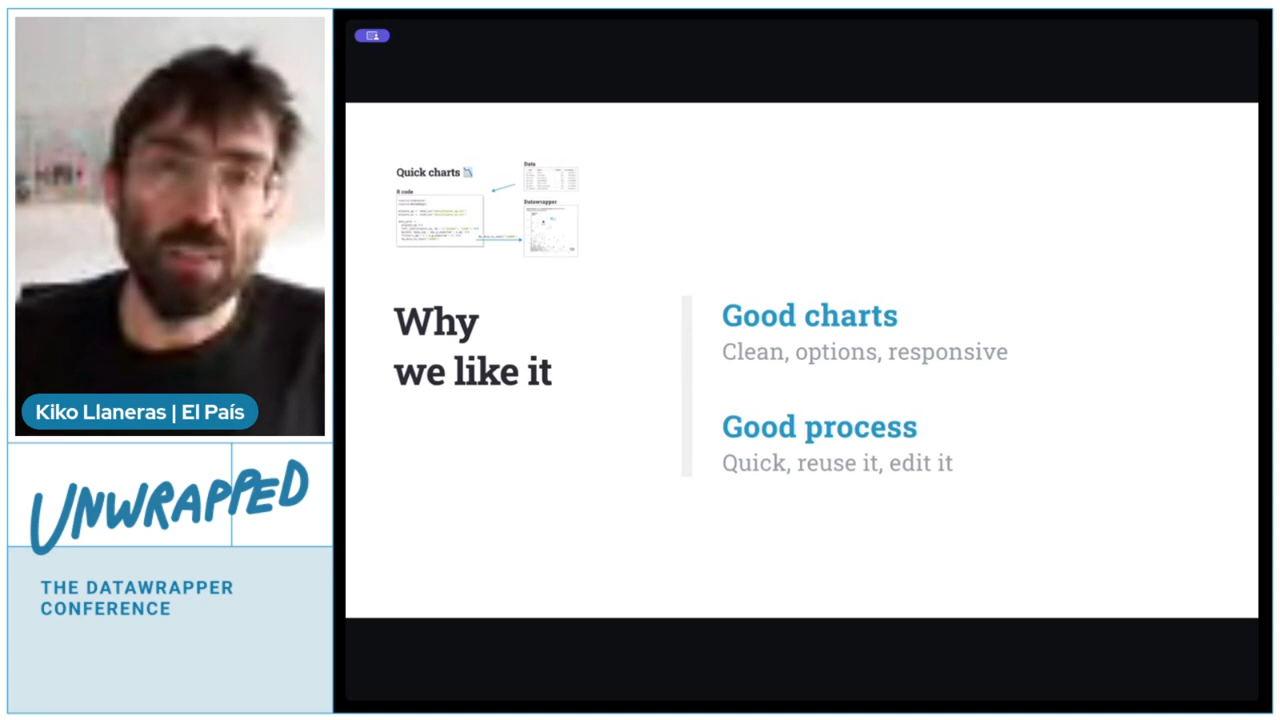 Kiko Llaneras | El País
UNWRAPPED
THE DATAWRAPPER
CONFERENCE
Quick charts
R code
Data
Datawrapper
Why
we like it
Good charts
Clean, options, responsive
Good process
Quick, reuse it, edit it